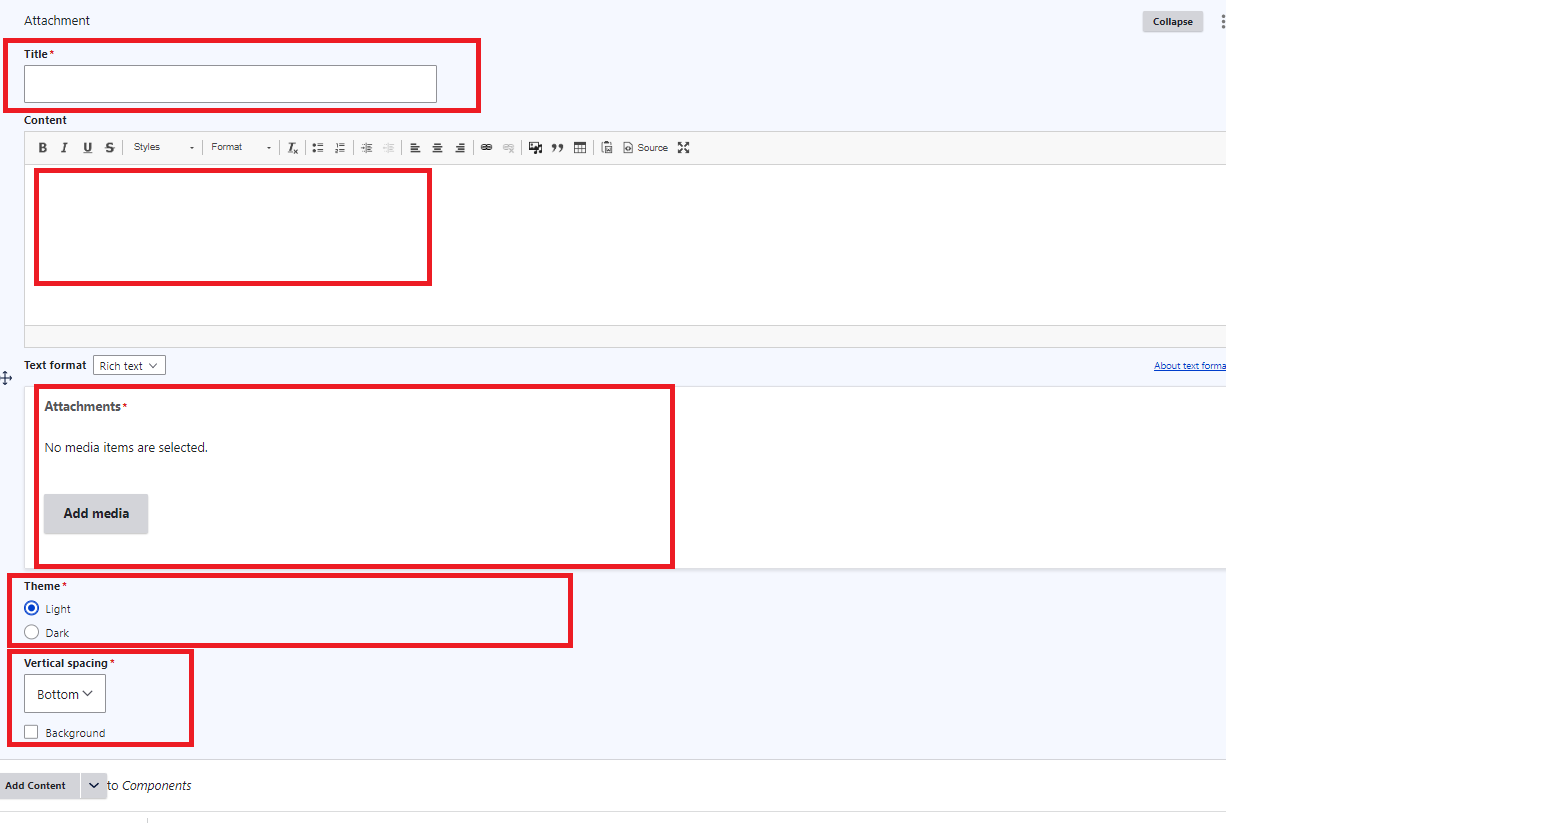 Attachment
Collapse
Title*
Content
B I U S Styles Format Source
Text format Rich text
About text forma
Attachments*
No media items are selected.
Add media
Theme*
Light
Dark
Vertical spacing*
Bottom
Background
Add Content to Components